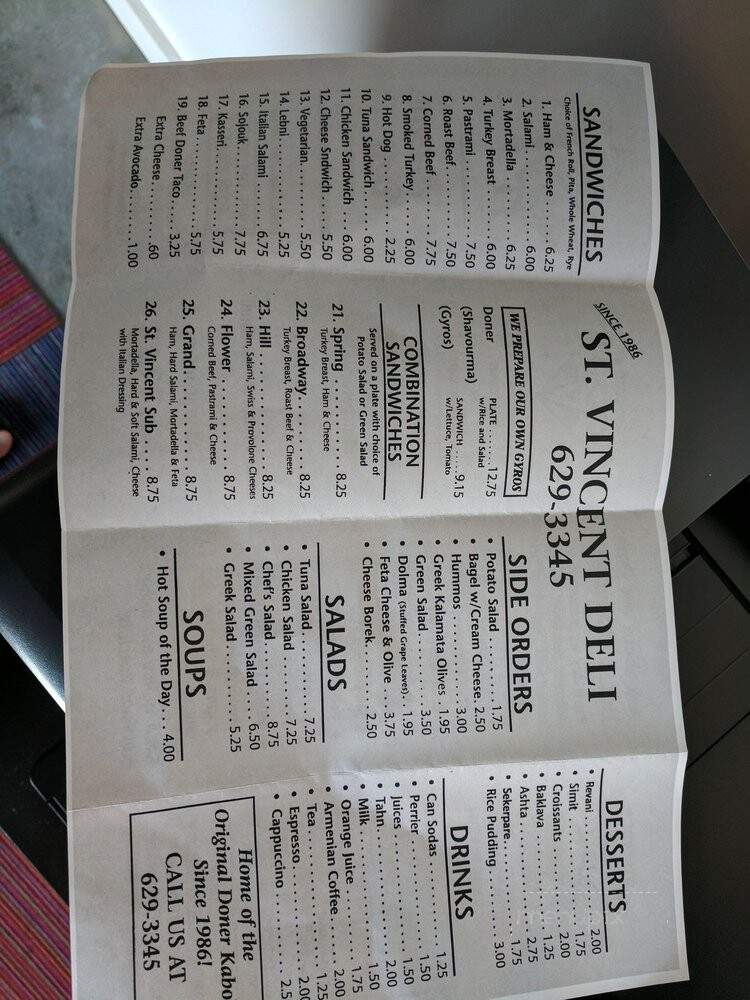 ST. VINCENT DELI
SINCE 1986
629-3345
SANDWICHES
Choice of French Roll, Pita, Whole Wheat, Rye
1. Ham & Cheese ........ 6.25
2. Salami ........ 6.00
3. Mortadella ........ 6.25
4. Turkey Breast ........ 6.00
5. Pastrami ........ 7.50
6. Roast Beef ........ 7.50
7. Corned Beef ........ 7.75
8. Smoked Turkey ........ 6.00
9. Hot Dog ........ 2.25
10. Tuna Sandwich ........ 6.00
11. Chicken Sandwich ... 6.00
12. Cheese Sndwich ..... 5.50
13. Vegetarian ........ 5.50
14. Lebni ........ 5.25
15. Italian Salami ........ 6.75
16. Sojouk ........ 7.75
17. Kasseri ........ 5.75
18. Feta ........ 5.75
19. Beef Doner Taco .... 3.25
Extra Cheese ........ .60
Extra Avocado ....... 1.00
WE PREPARE OUR OWN GYROS
Doner
(Shavourma)
(Gyros)
PLATE ....... 12.75
w/Rice and Salad
SANDWICH ..... 9.15
w/Lettuce, Tomato
COMBINATION
SANDWICHES
Served on a plate with choice of
Potato Salad or Green Salad
21. Spring ........... 8.25
Turkey Breast, Ham & Cheese
22. Broadway ........ 8.25
Turkey Breast, Roast Beef & Cheese
23. Hill ............ 8.25
Ham, Salami, Swiss & Provolone Cheeses
24. Flower .......... 8.75
Corned Beef, Pastrami & Cheese
25. Grand ........... 8.75
Ham, Hard Salami, Mortadella & Feta
26. St. Vincent Sub .... 8.75
Mortadella, Hard & Soft Salami, Cheese
with Italian Dressing
SIDE ORDERS
• Potato Salad ......... 1.75
• Bagel w/Cream Cheese 2.50
• Hummos ............ 3.00
• Greek Kalamata Olives . 1.95
• Green Salad ......... 3.50
• Dolma (Stuffed Grape Leaves) . 1.95
• Feta Cheese & Olive ... 3.75
• Cheese Borek ......... 2.50
SALADS
• Tuna Salad ........... 7.25
• Chicken Salad ........ 7.25
• Chef's Salad ......... 8.75
• Mixed Green Salad .... 6.50
• Greek Salad .......... 5.25
SOUPS
• Hot Soup of the Day ... 4.00
DESSERTS
• Revani ............ 2.00
• Simit ............. 1.75
• Croissants ........ 2.00
• Baklava ........... 1.25
• Ashta ............. 2.75
• Sekerpare ......... 1.75
• Rice Pudding ...... 3.00
DRINKS
• Can Sodas ......... 1.25
• Perrier ........... 1.50
• Juices ............ 1.50
• Tahn .............. 2.00
• Milk .............. 1.50
• Orange Juice ...... 1.75
• Armenian Coffee ... 2.00
• Tea ............... 1.25
• Espresso .......... 2.00
• Cappuccino ........ 2.5
Home of the
Original Doner Kabo
Since 1986!
CALL US AT
629-3345